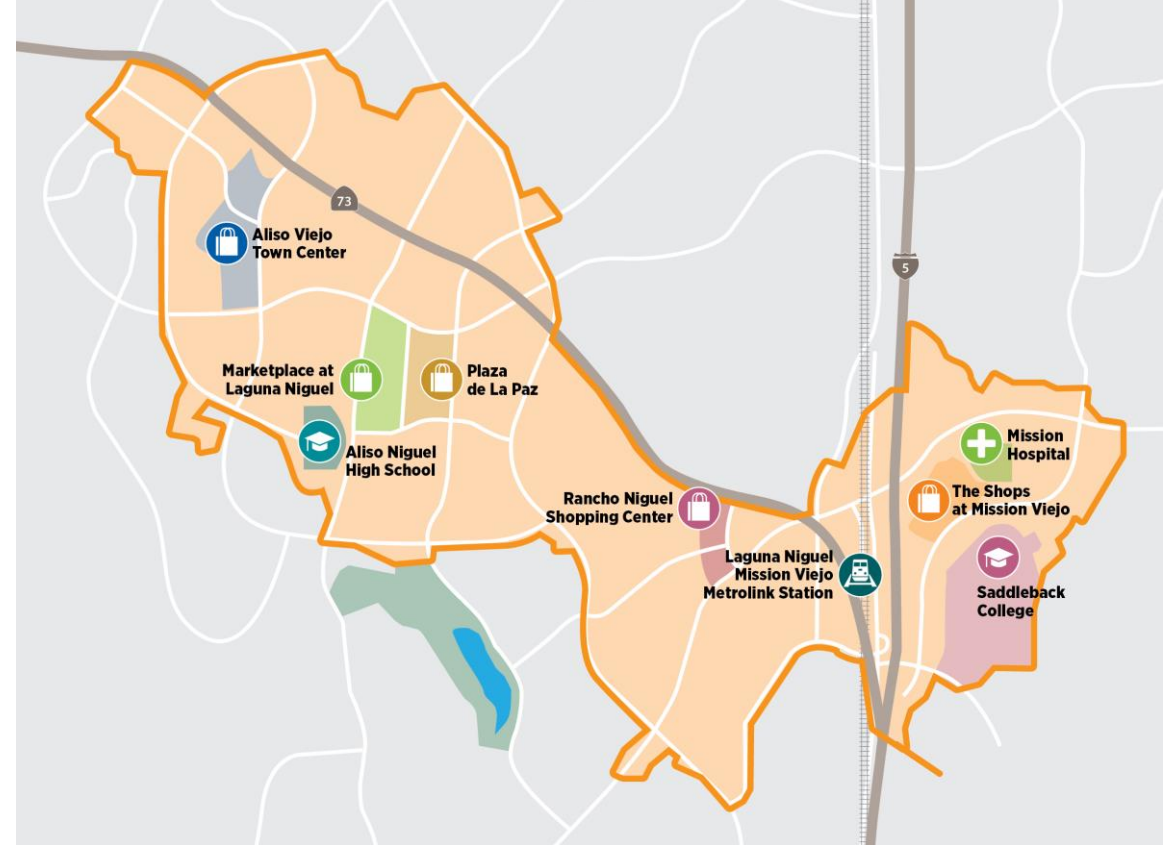 73
Aliso Viejo
Town Center
5
Marketplace at
Laguna Niguel
Plaza
de La Paz
Aliso Niguel
High School
Mission
Hospital
Rancho Niguel
Shopping Center
The Shops
at Mission Viejo
Laguna Niguel
Mission Viejo
Metrolink Station
Saddleback
College